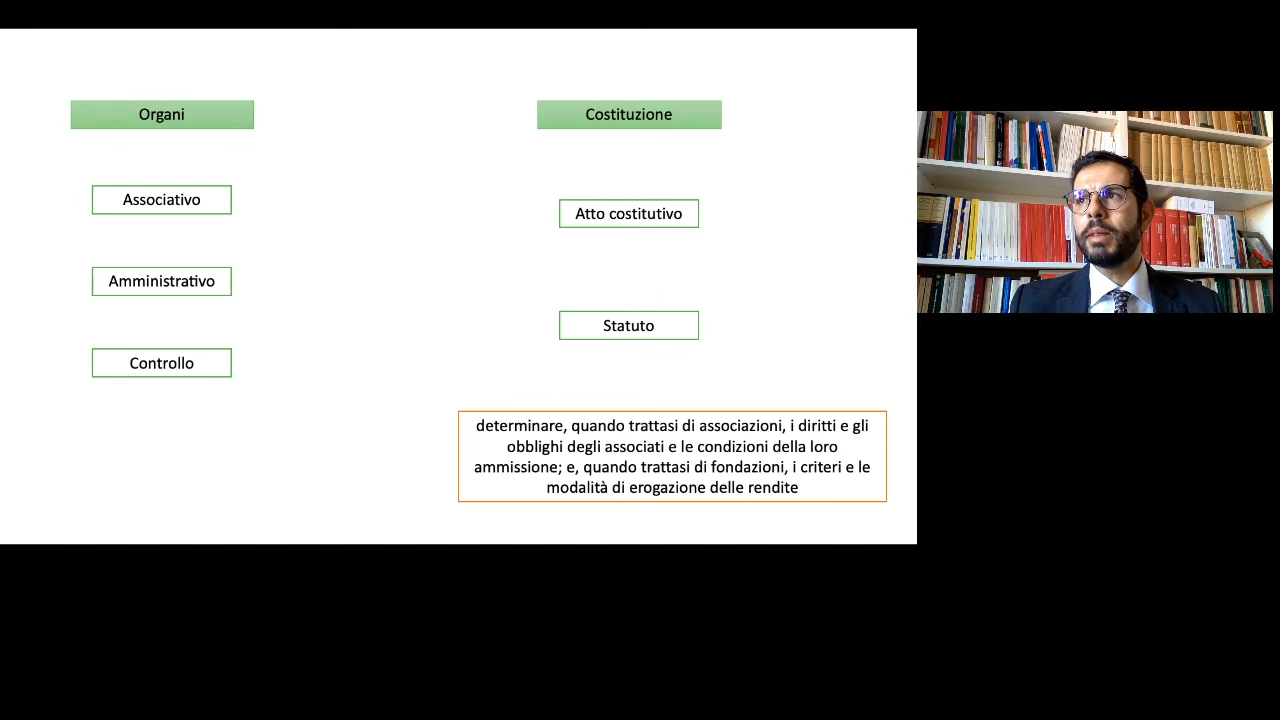 Organi
Associativo
Amministrativo
Controllo
Costituzione
Atto costitutivo
Statuto
determinare, quando trattasi di associazioni, i diritti e gli
obblighi degli associati e le condizioni della loro
ammissione; e, quando trattasi di fondazioni, i criteri e le
modalità di erogazione delle rendite